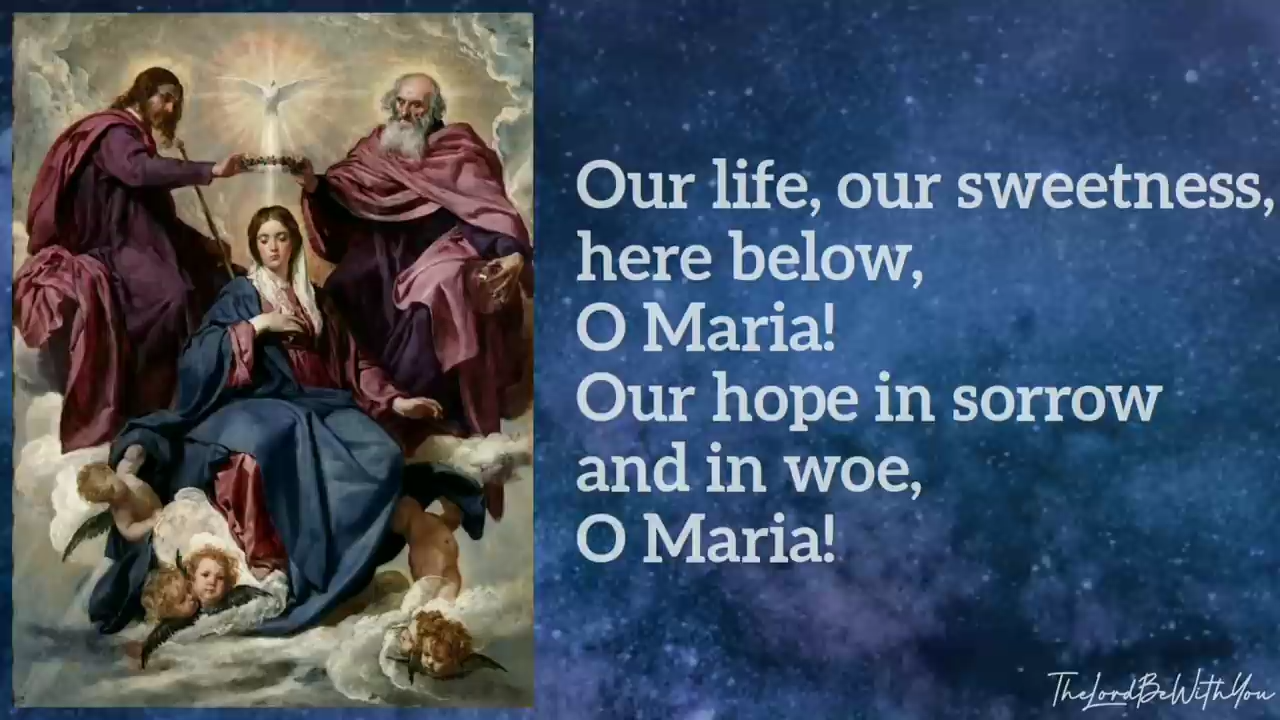 Our life, our sweetness,
here below,
O Maria!
Our hope in sorrow
and in woe,
O Maria!
TheLordBeWithYou